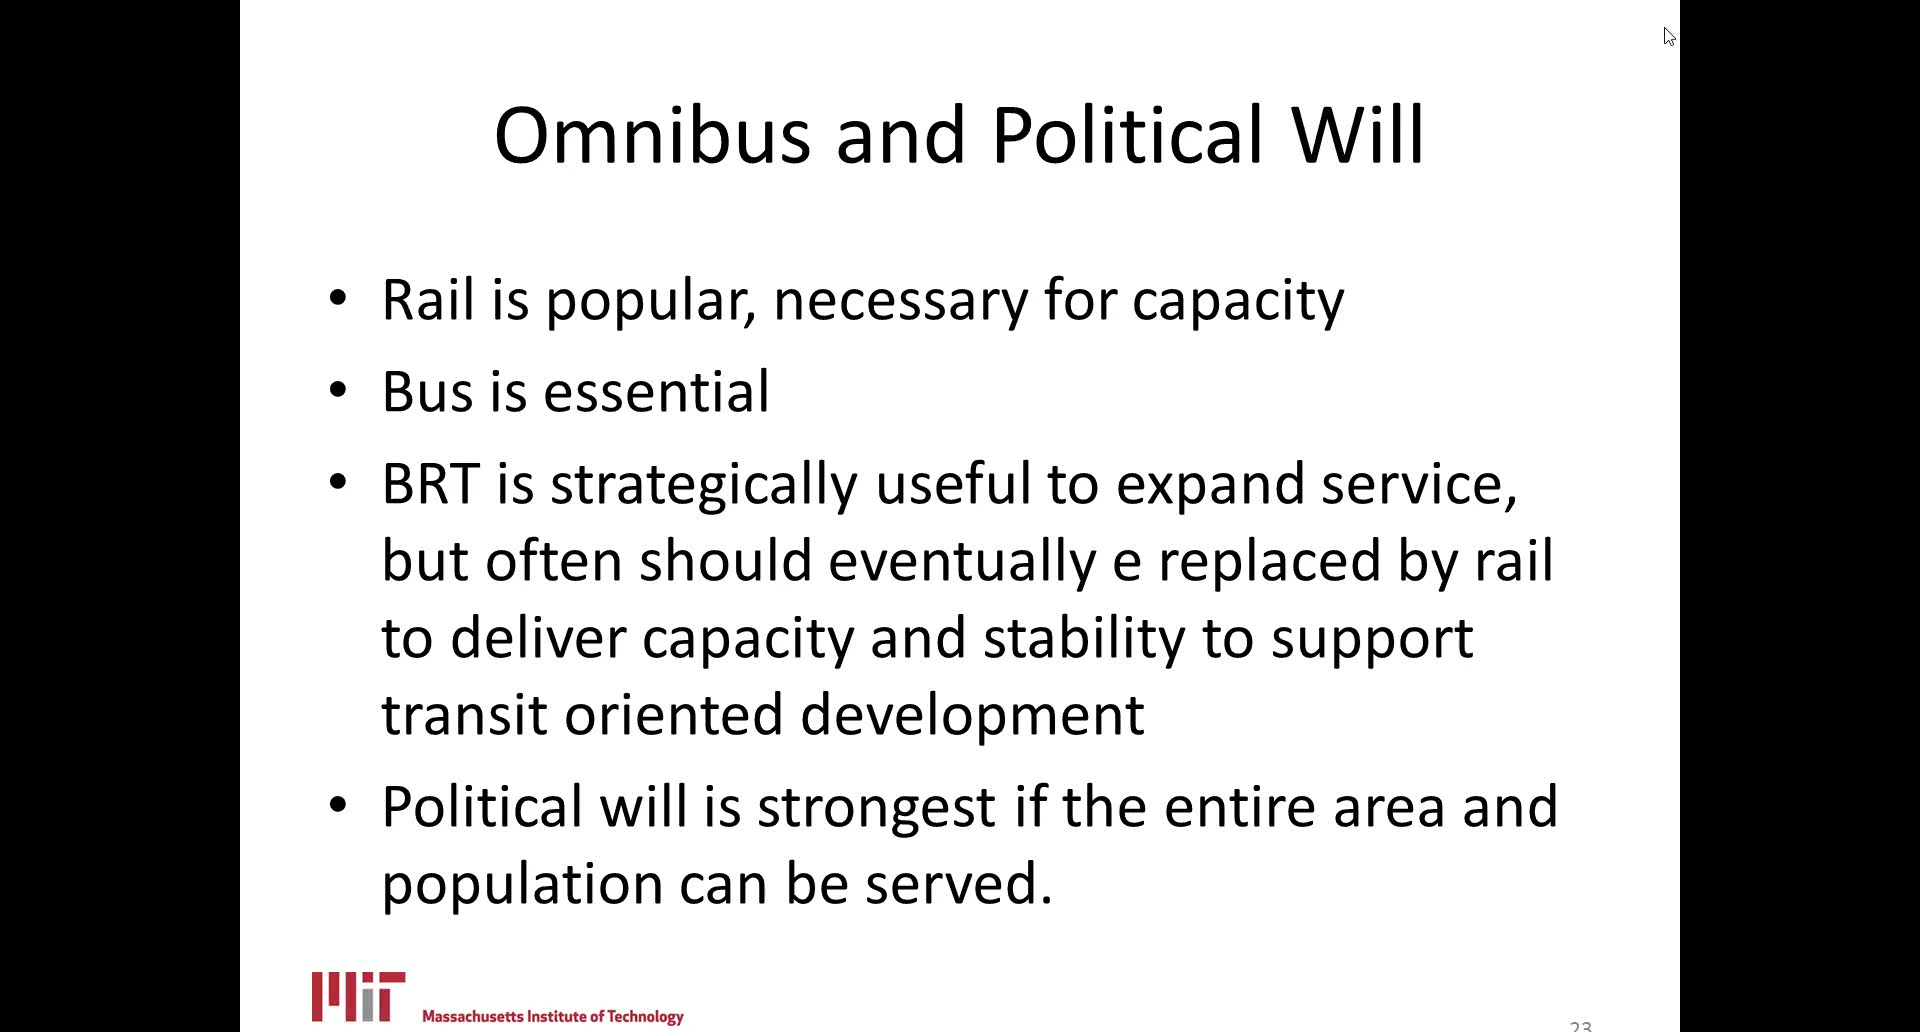 Omnibus and Political Will
• Rail is popular, necessary for capacity
• Bus is essential
• BRT is strategically useful to expand service,
but often should eventually e replaced by rail
to deliver capacity and stability to support
transit oriented development
• Political will is strongest if the entire area and
population can be served.
MIT Massachusetts Institute of Technology
23